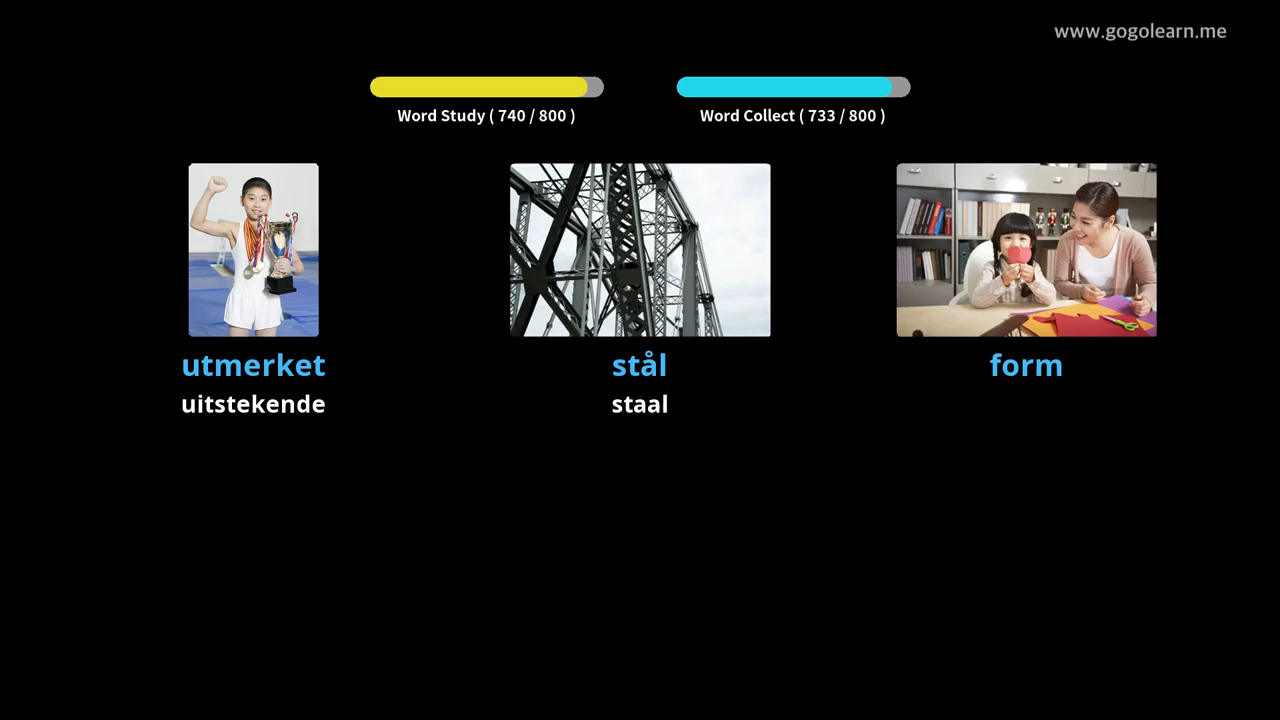 www.gogolearn.me
Word Study ( 740 / 800 )
Word Collect ( 733 / 800 )
utmerket
stål
form
uitstekende
staal